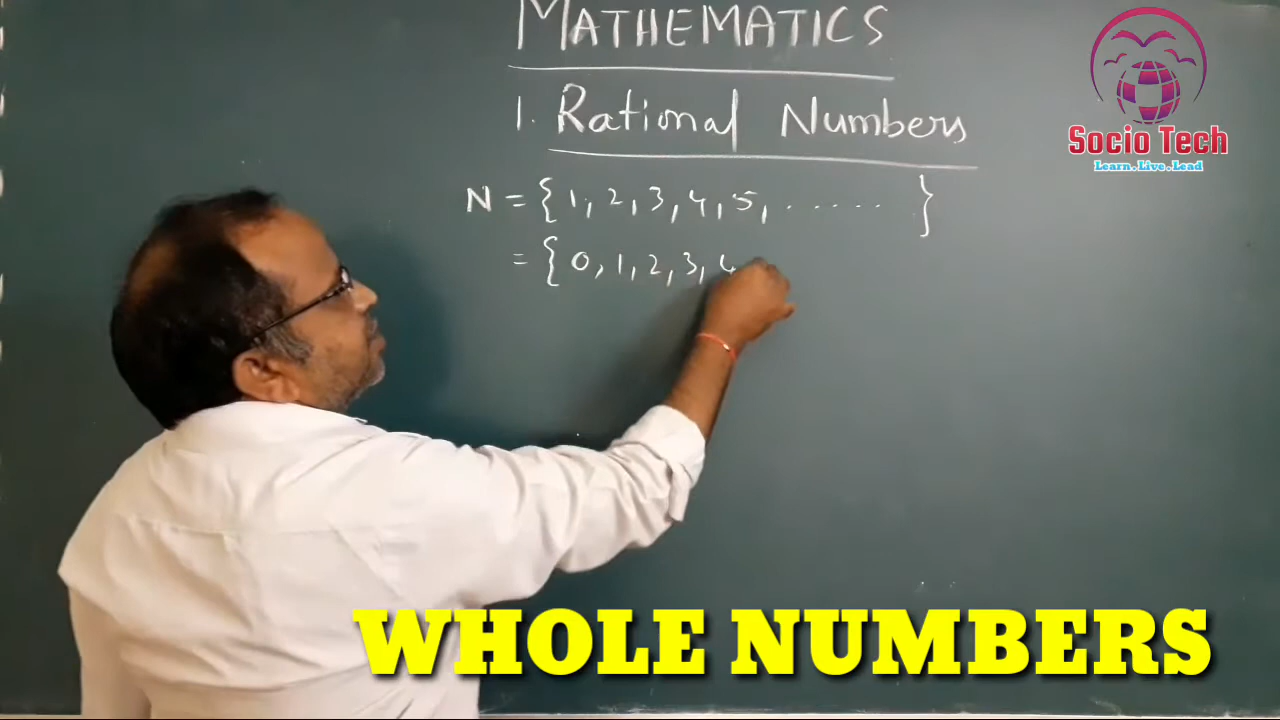 MATHEMATICS
1. Rational Numbers
N = { 1, 2, 3, 4, 5, ..... }
= { 0, 1, 2, 3, 4
Socio Tech
Learn.Live.Lead
WHOLE NUMBERS